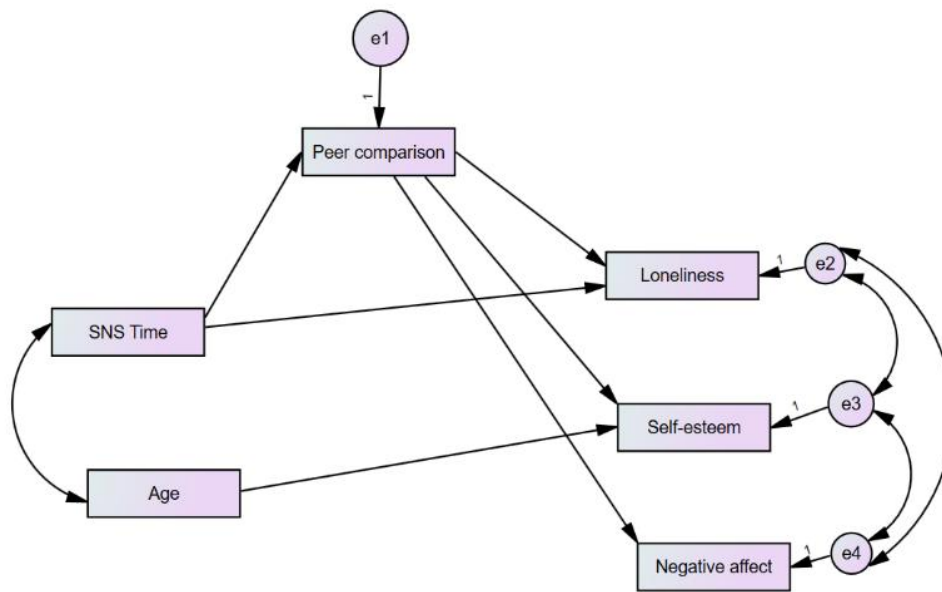 e1
1
Peer comparison
Loneliness
1
e2
SNS Time
Self-esteem
1
e3
Age
Negative affect
1
e4